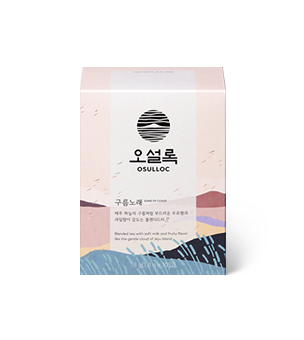 오설록
OSULLOC
구름노래 SONG OF CLOUD
제주 하늘의 구름처럼 부드러운 우유향과
과일향이 감도는 블렌디드티
Blended tea with soft milk and fruity flavor
like the gentle cloud of Jeju Island